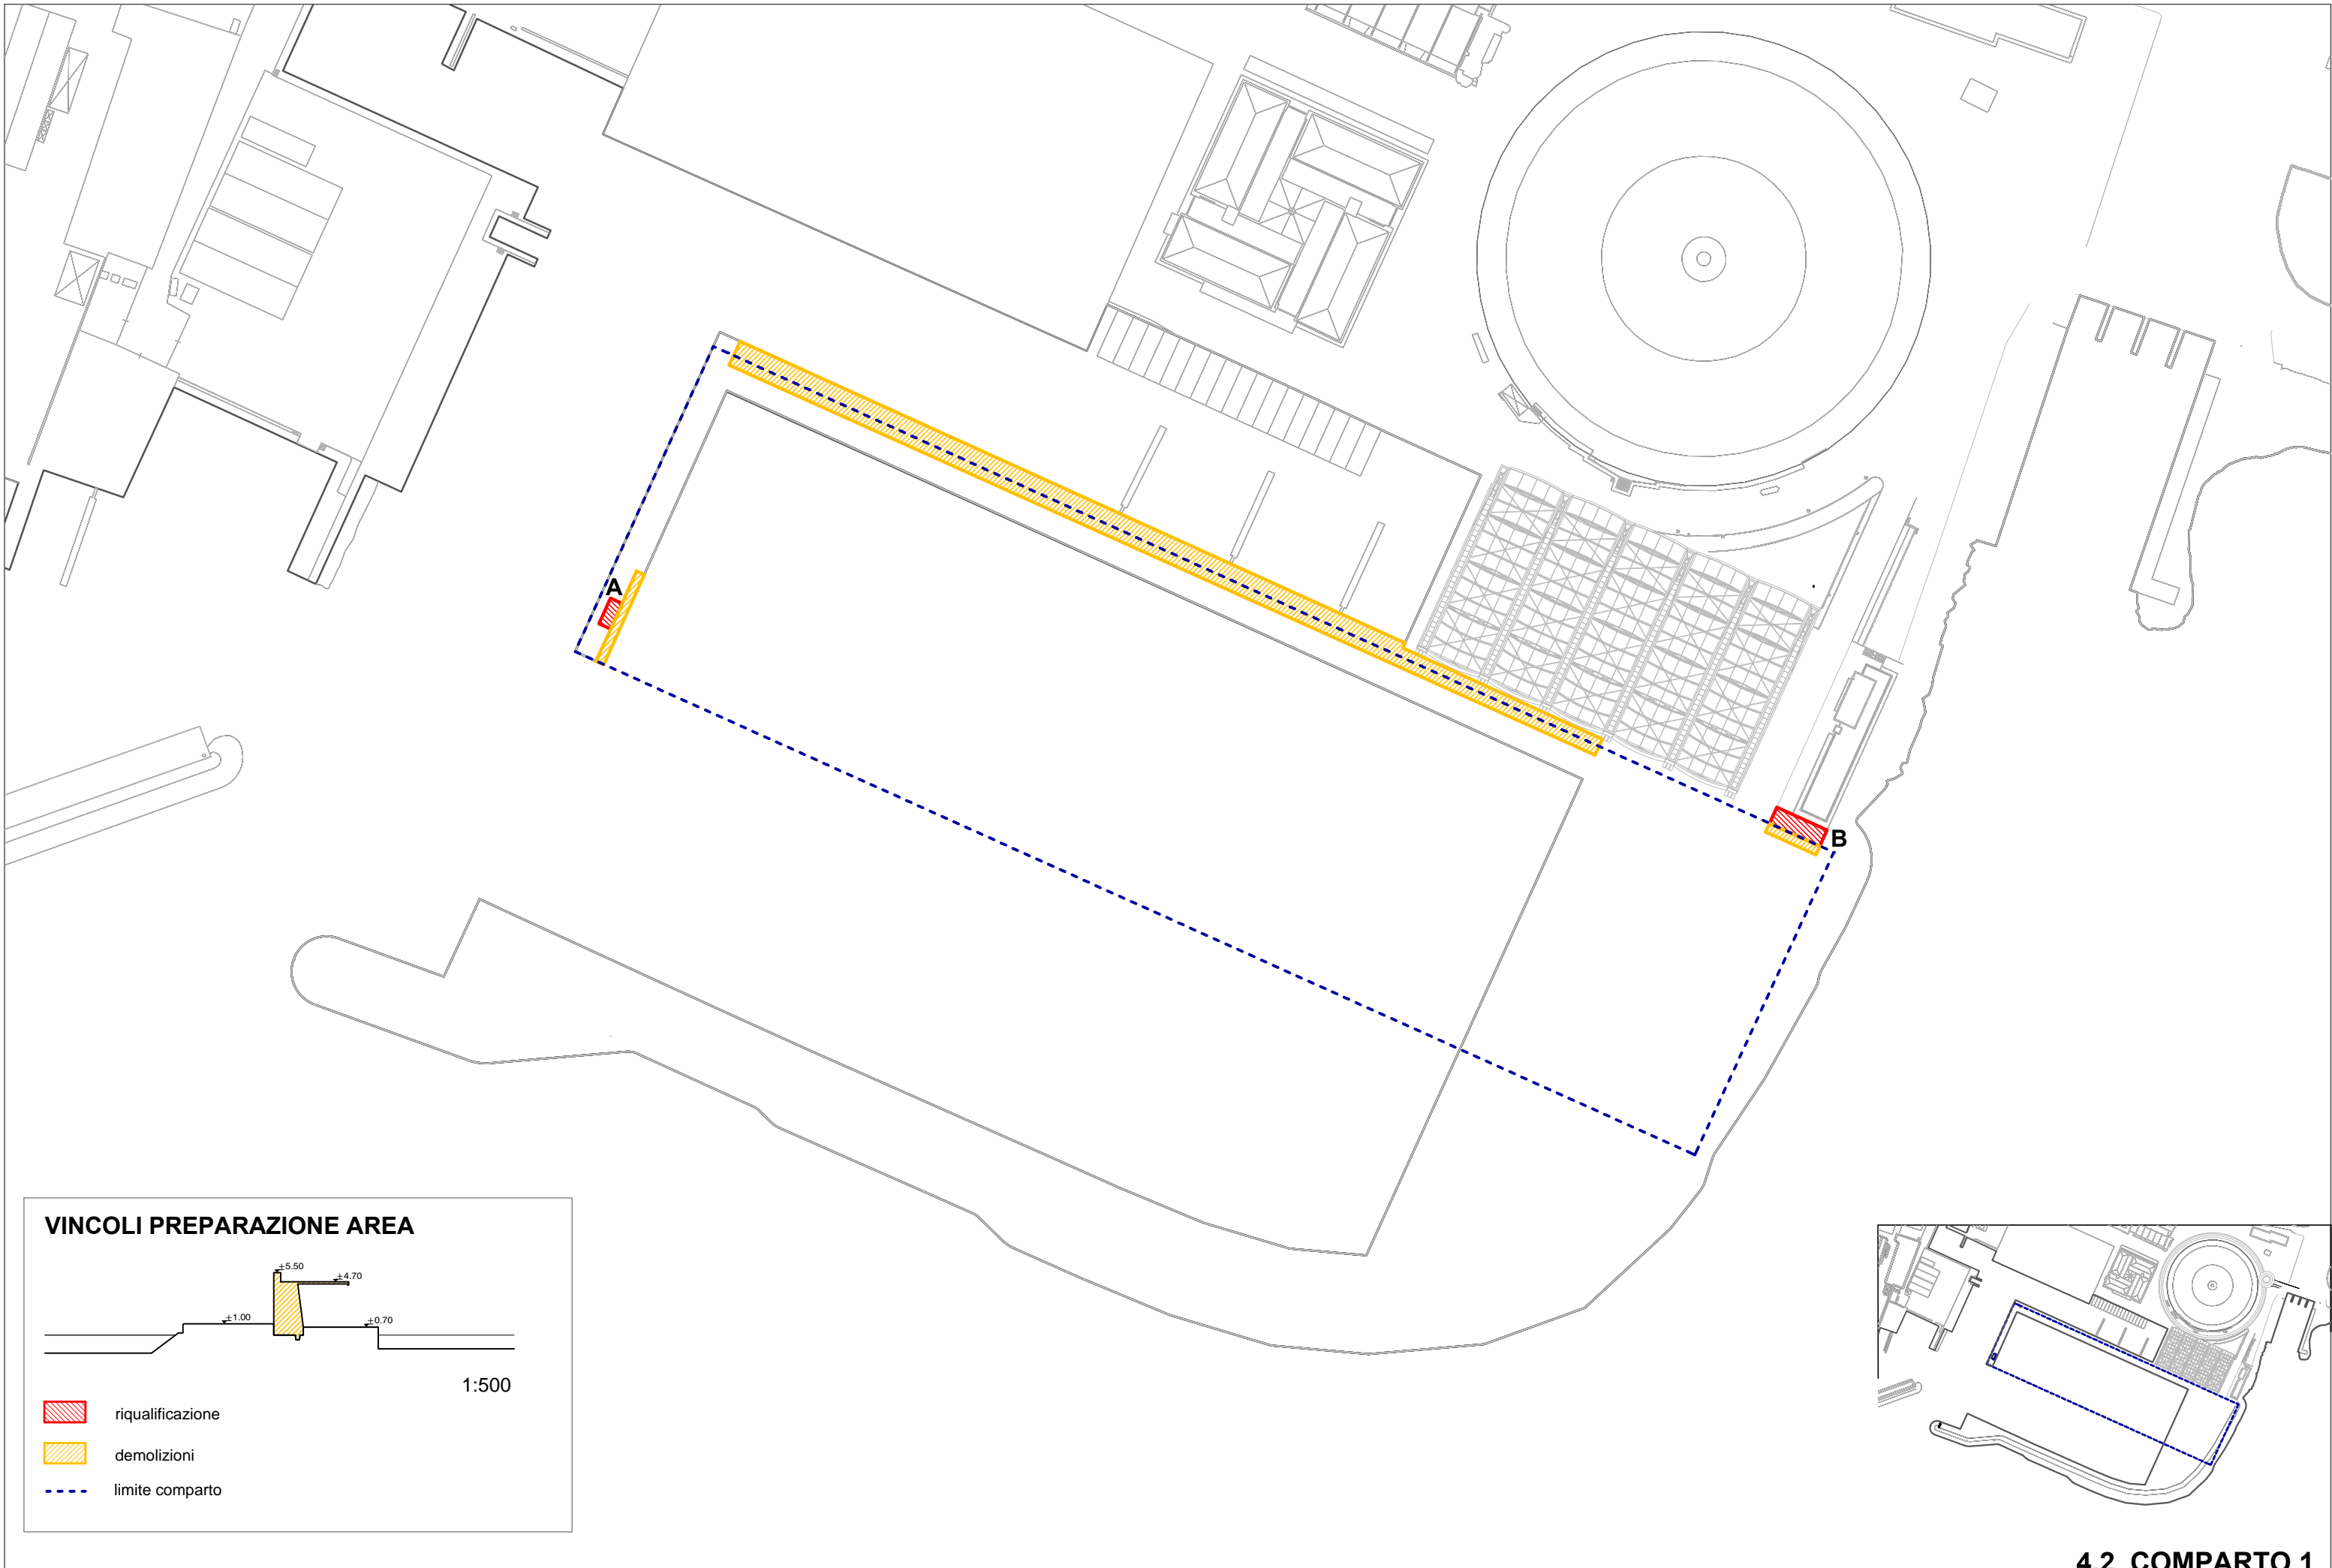 A
B
VINCOLI PREPARAZIONE AREA
±5.50
±4.70
±1.00
±0.70
1:500
riqualificazione
demolizioni
limite comparto
4.2 COMPARTO 1